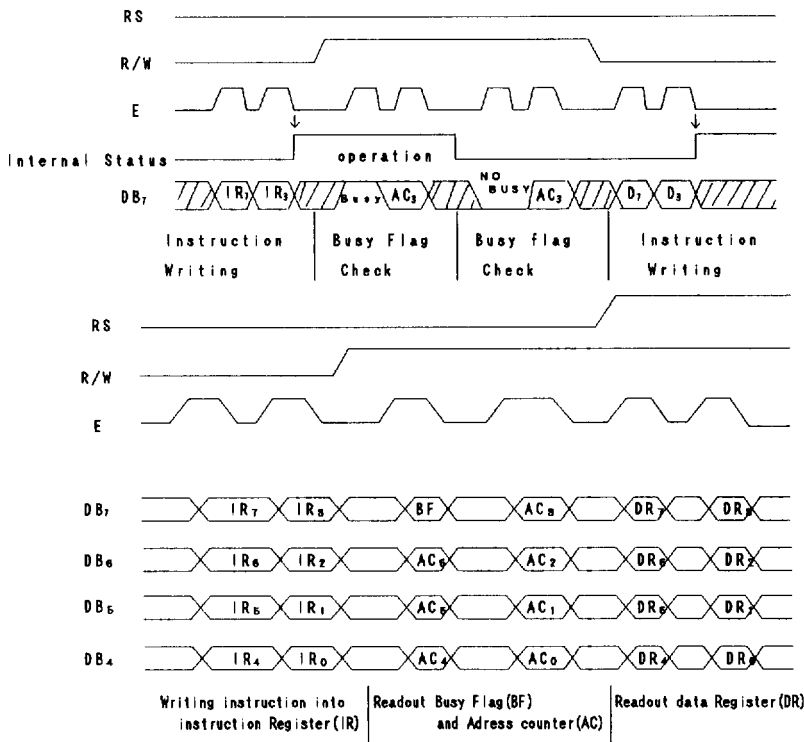 RS
R/W
E
Internal Status
operation
DB₇
IR₇ IR₃ Busy AC₃ NO BUSY AC₃ D₇ D₃
Instruction Writing
Busy Flag Check
Busy flag Check
Instruction Writing
RS
R/W
E
DB₇ IR₇ IR₃ BF AC₃ DR₇ DR₃
DB₆ IR₆ IR₂ AC₆ AC₂ DR₆ DR₂
DB₅ IR₅ IR₁ AC₅ AC₁ DR₅ DR₁
DB₄ IR₄ IR₀ AC₄ AC₀ DR₄ DR₀
Writing instruction into
instruction Register(IR)
Readout Busy Flag(BF)
and Adress counter(AC)
Readout data Register(DR)